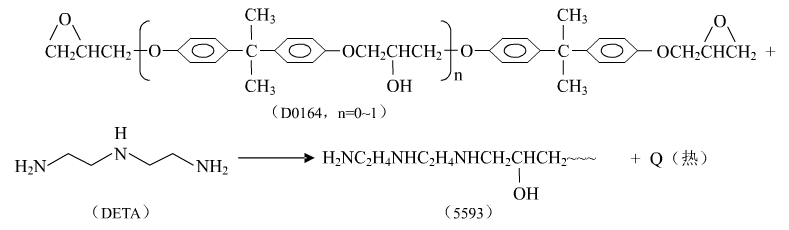 CH₃ CH₃
O O
CH₂CHCH₂ O C OCH₂CHCH₂ O C OCH₂CHCH₂ +
n
CH₃ OH CH₃
(D0164, n=0~1)
H
H₂N N NH₂ H₂NC₂H₄NHC₂H₄NHCH₂CHCH₂~~~ + Q(热)
OH
(DETA) (5593)